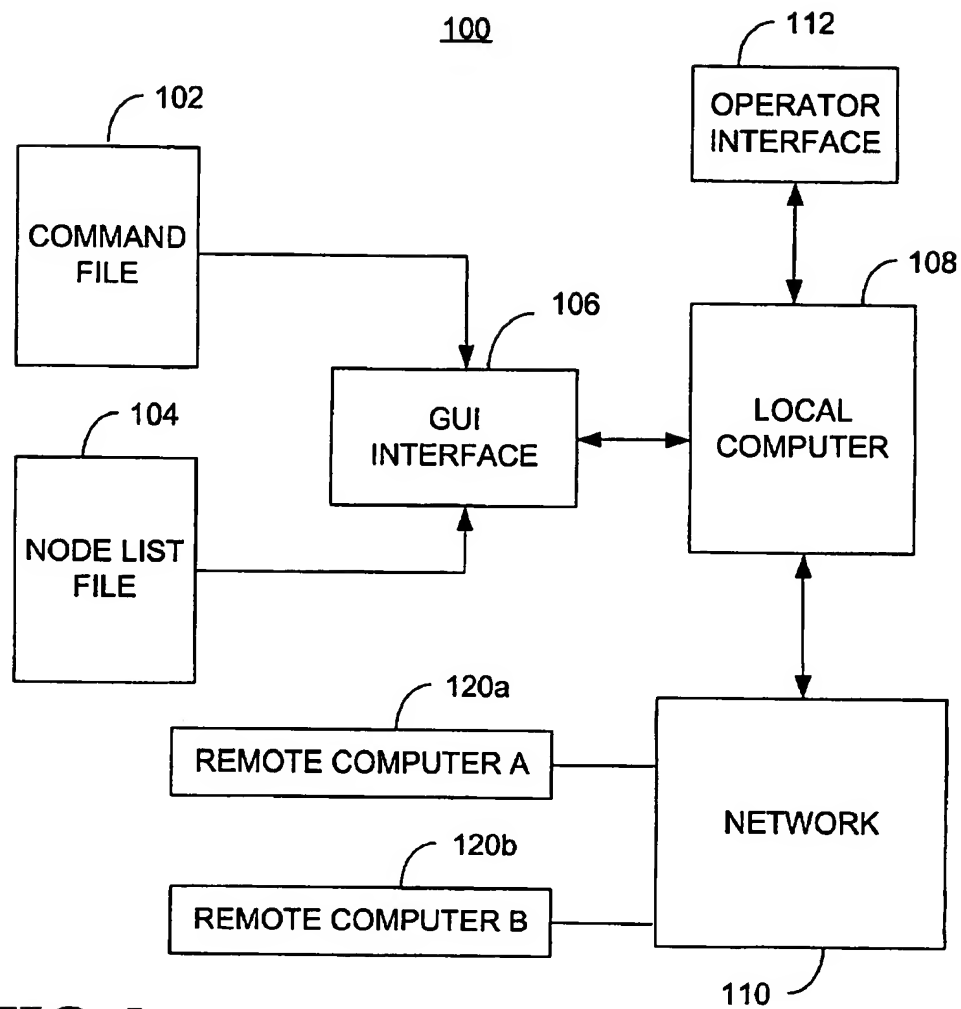 100
112
OPERATOR
INTERFACE
102
COMMAND
FILE
108
106
LOCAL
COMPUTER
GUI
INTERFACE
104
NODE LIST
FILE
120a
REMOTE COMPUTER A
NETWORK
120b
REMOTE COMPUTER B
110